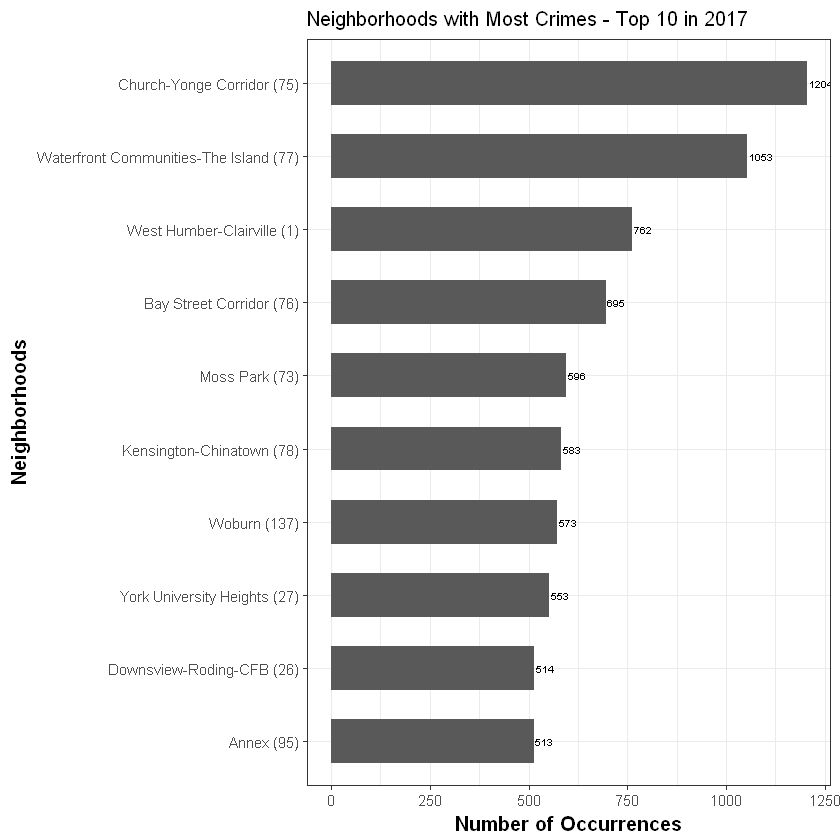 Neighborhoods with Most Crimes - Top 10 in 2017
Church-Yonge Corridor (75)
1204
Waterfront Communities-The Island (77)
1053
West Humber-Clairville (1)
762
Bay Street Corridor (76)
695
Moss Park (73)
596
Kensington-Chinatown (78)
583
Woburn (137)
573
York University Heights (27)
553
Downsview-Roding-CFB (26)
514
Annex (95)
513
Neighborhoods
0 250 500 750 1000 1250
Number of Occurrences